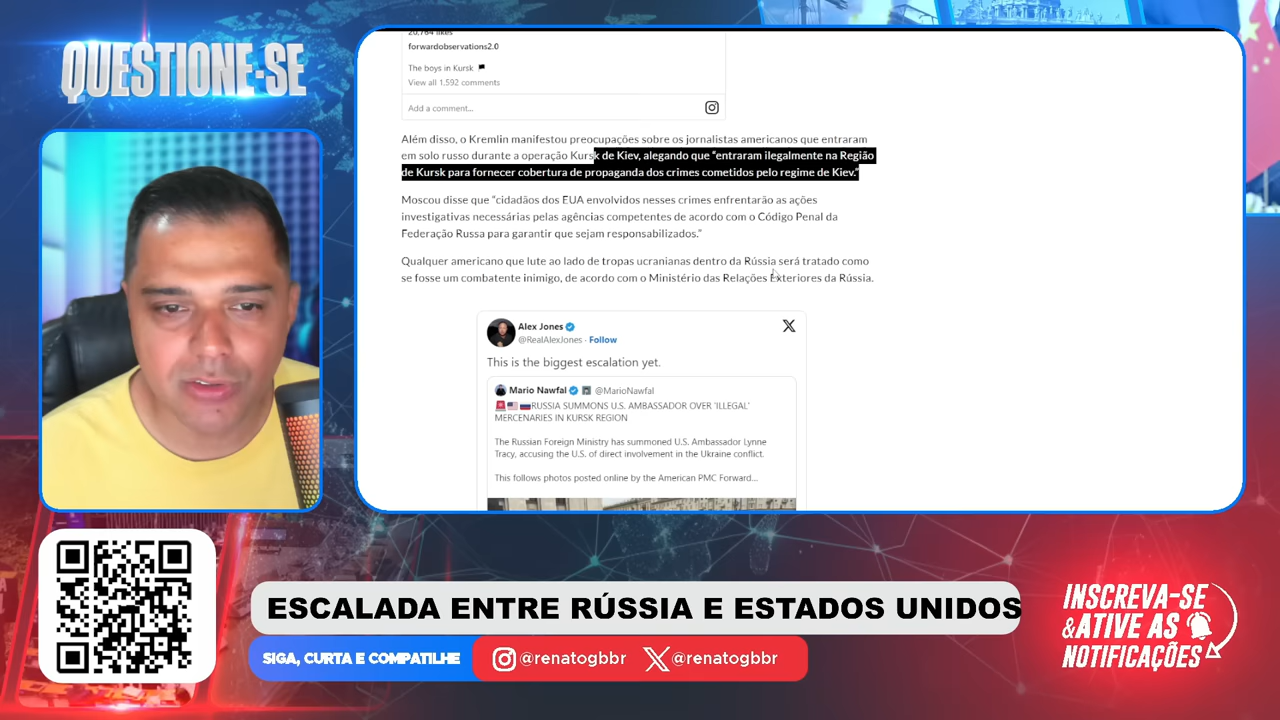 QUESTIONE-SE
20,764 likes
forwardobservations2.0
The boys in Kursk
View all 1,592 comments
Add a comment...
Além disso, o Kremlin manifestou preocupações sobre os jornalistas americanos que entraram
em solo russo durante a operação Kursk de Kiev, alegando que "entraram ilegalmente na Região
de Kursk para fornecer cobertura de propaganda dos crimes cometidos pelo regime de Kiev."
Moscou disse que "cidadãos dos EUA envolvidos nesses crimes enfrentarão as ações
investigativas necessárias pelas agências competentes de acordo com o Código Penal da
Federação Russa para garantir que sejam responsabilizados."
Qualquer americano que lute ao lado de tropas ucranianas dentro da Rússia será tratado como
se fosse um combatente inimigo, de acordo com o Ministério das Relações Exteriores da Rússia.
Alex Jones
@RealAlexJones · Follow
This is the biggest escalation yet.
Mario Nawfal @MarioNawfal
RUSSIA SUMMONS U.S. AMBASSADOR OVER 'ILLEGAL'
MERCENARIES IN KURSK REGION
The Russian Foreign Ministry has summoned U.S. Ambassador Lynne
Tracy, accusing the U.S. of direct involvement in the Ukraine conflict.
This follows photos posted online by the American PMC Forward...
ESCALADA ENTRE RÚSSIA E ESTADOS UNIDOS
SIGA, CURTA E COMPATILHE
@renatogbbr
@renatogbbr
INSCREVA-SE
&ATIVE AS
NOTIFICAÇÕES